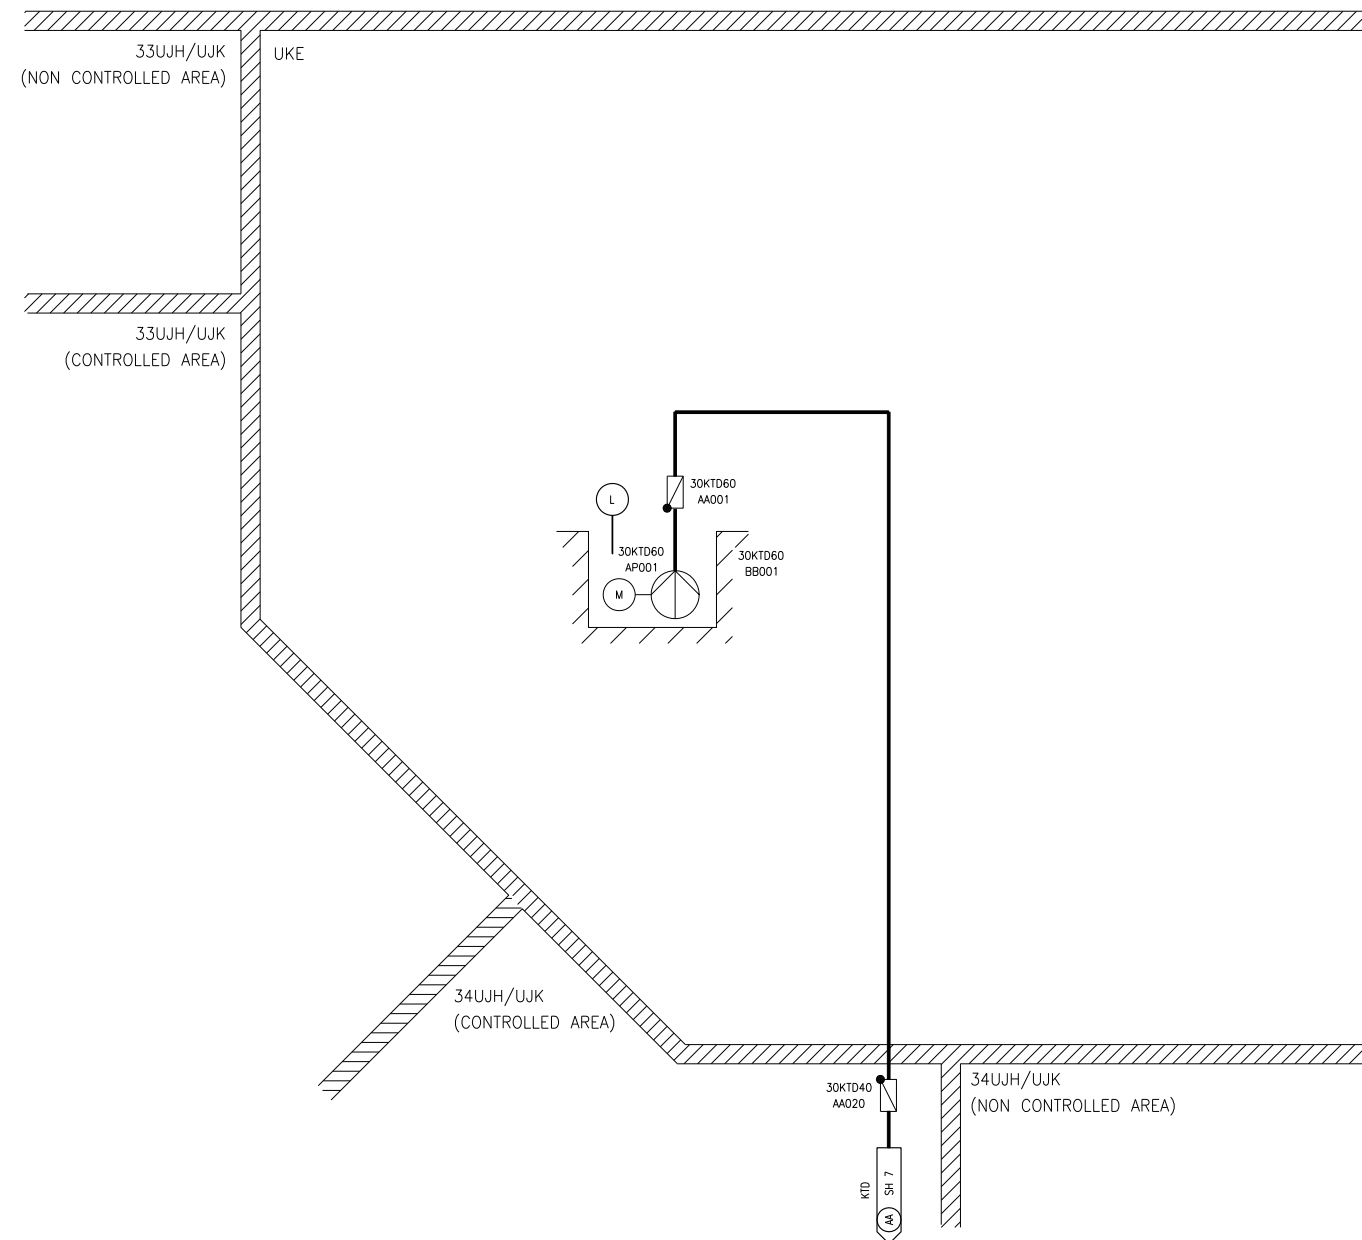 33UJH/UJK
(NON CONTROLLED AREA)
UKE
33UJH/UJK
(CONTROLLED AREA)
L
30KTD60
AA001
30KTD60
AP001
30KTD60
BB001
M
34UJH/UJK
(CONTROLLED AREA)
34UJH/UJK
(NON CONTROLLED AREA)
30KTD40
AA020
KTD
SH 7
AA